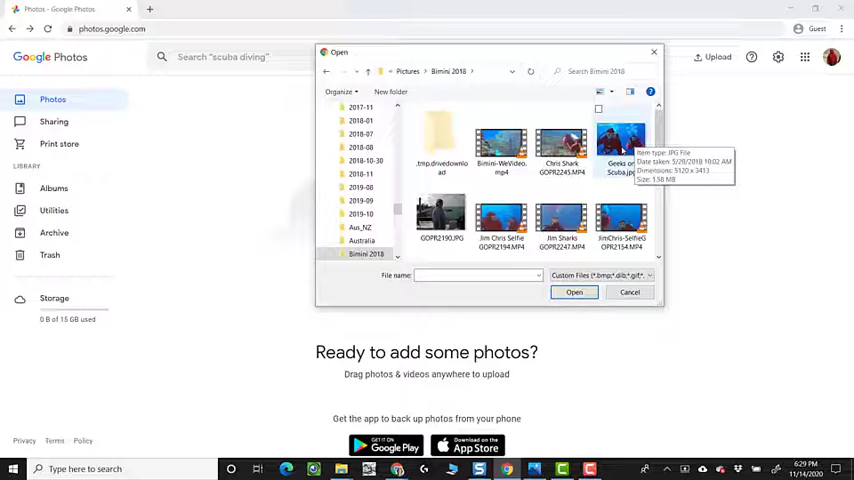 Photos - Google Photos
photos.google.com
Guest
Google Photos
Search "scuba diving"
Upload
Photos
Sharing
Print store
LIBRARY
Albums
Utilities
Archive
Trash
Storage
0 B of 15 GB used
Privacy Terms Policy
Open
« Pictures > Bimini 2018 >
Search Bimini 2018
Organize
New folder
2017-11
2018-01
2018-07
2018-08
2018-10-30
2018-11
2019-08
2019-09
2019-10
Aus_NZ
Australia
Bimini 2018
.tmp.drivedownlo
ad
Bimini-WeVideo.
mp4
Chris Shark
GOPR2245.MP4
Geeks on
Scuba.jpg
Item type: JPG File
Date taken: 5/20/2018 10:02 AM
Dimensions: 5120 x 3413
Size: 1.58 MB
GOPR2190.JPG
Jim Chris Selfie
GOPR2194.MP4
Jim Sharks
GOPR2247.MP4
JimChris-SelfieG
OPR2154.MP4
File name:
Custom Files (*.bmp;*.dib;*.gif;*.
Open
Cancel
Ready to add some photos?
Drag photos & videos anywhere to upload
Get the app to back up photos from your phone
GET IT ON
Google Play
Download on the
App Store
Type here to search
6:29 PM
11/14/2020